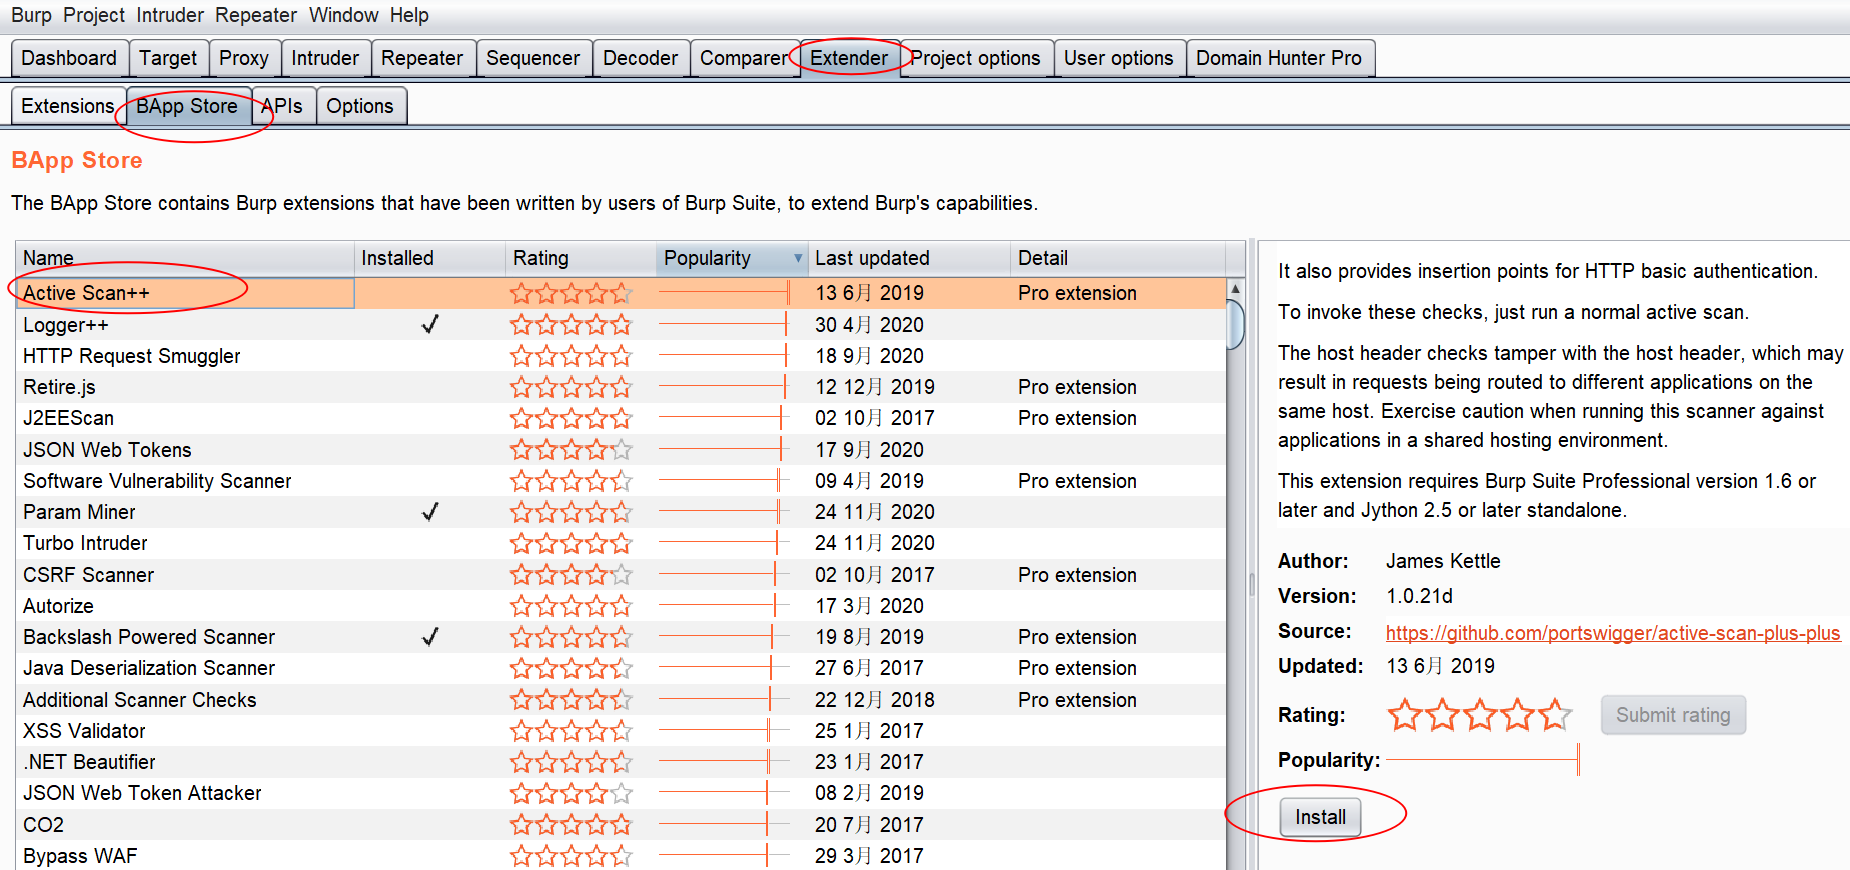 Burp Project Intruder Repeater Window Help
Dashboard Target Proxy Intruder Repeater Sequencer Decoder Comparer Extender Project options User options Domain Hunter Pro
Extensions BApp Store APIs Options
BApp Store
The BApp Store contains Burp extensions that have been written by users of Burp Suite, to extend Burp's capabilities.
Name Installed Rating Popularity Last updated Detail
Active Scan++ 13 6月 2019 Pro extension
Logger++ 30 4月 2020
HTTP Request Smuggler 18 9月 2020
Retire.js 12 12月 2019 Pro extension
J2EEScan 02 10月 2017 Pro extension
JSON Web Tokens 17 9月 2020
Software Vulnerability Scanner 09 4月 2019 Pro extension
Param Miner 24 11月 2020
Turbo Intruder 24 11月 2020
CSRF Scanner 02 10月 2017 Pro extension
Autorize 17 3月 2020
Backslash Powered Scanner 19 8月 2019 Pro extension
Java Deserialization Scanner 27 6月 2017 Pro extension
Additional Scanner Checks 22 12月 2018 Pro extension
XSS Validator 25 1月 2017
.NET Beautifier 23 1月 2017
JSON Web Token Attacker 08 2月 2019
CO2 20 7月 2017
Bypass WAF 29 3月 2017
It also provides insertion points for HTTP basic authentication.
To invoke these checks, just run a normal active scan.
The host header checks tamper with the host header, which may
result in requests being routed to different applications on the
same host. Exercise caution when running this scanner against
applications in a shared hosting environment.
This extension requires Burp Suite Professional version 1.6 or
later and Jython 2.5 or later standalone.
Author: James Kettle
Version: 1.0.21d
Source: https://github.com/portswigger/active-scan-plus-plus
Updated: 13 6月 2019
Rating: Submit rating
Popularity:
Install